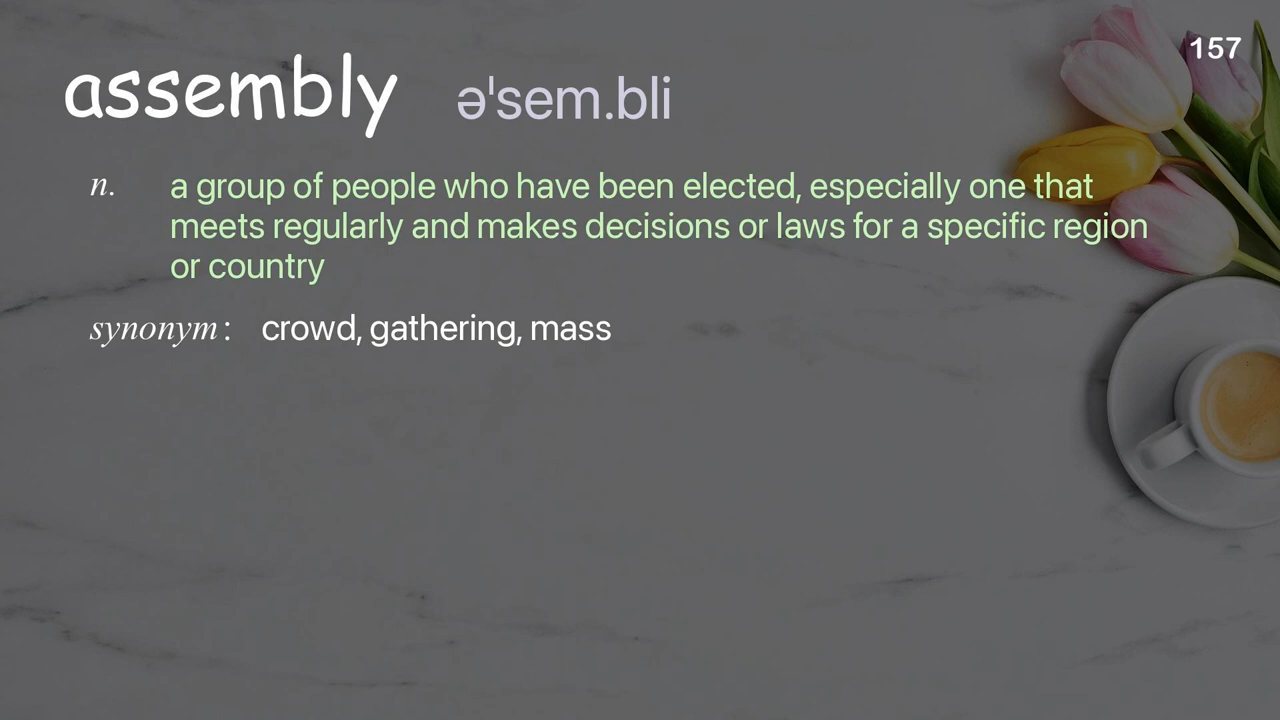 157
assembly əˈsem.bli
n. a group of people who have been elected, especially one that
meets regularly and makes decisions or laws for a specific region
or country
synonym: crowd, gathering, mass